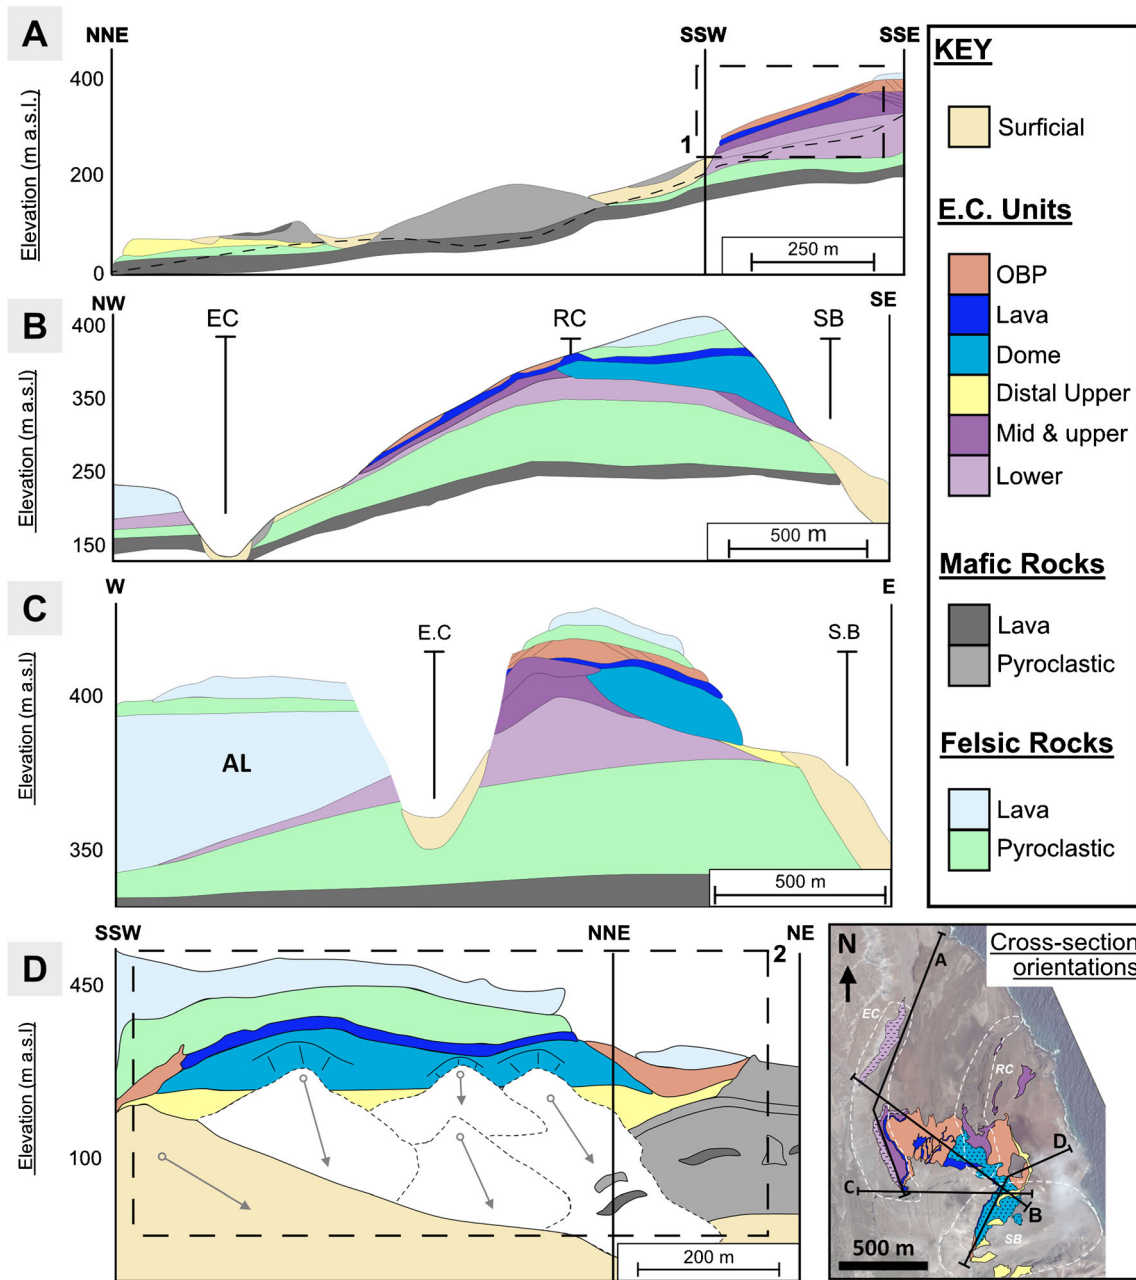 A
NNE
SSW
SSE
Elevation (m a.s.l.)
400
200
0
1
250 m
B
NW
SE
EC
RC
SB
Elevation (m a.s.l.)
400
350
250
150
500 m
C
W
E
E.C
S.B
Elevation (m a.s.l)
400
350
AL
500 m
D
SSW
NNE
NE
Elevation (m a.s.l)
450
100
2
200 m
KEY
Surficial
E.C. Units
OBP
Lava
Dome
Distal Upper
Mid & upper
Lower
Mafic Rocks
Lava
Pyroclastic
Felsic Rocks
Lava
Pyroclastic
N
Cross-section
orientations
A
EC
RC
D
C
B
SB
500 m